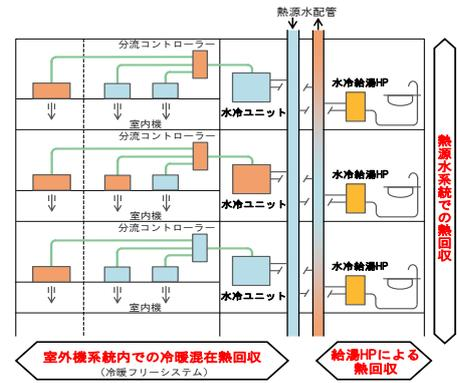 熱源水配管
分流コントローラー
水冷給湯HP
水冷ユニット
室内機
分流コントローラー
水冷給湯HP
水冷ユニット
室内機
分流コントローラー
水冷給湯HP
水冷ユニット
室内機
熱源水系統での熱回収
室外機系統内での冷暖混在熱回収
（冷暖フリーシステム）
給湯HPによる
熱回収